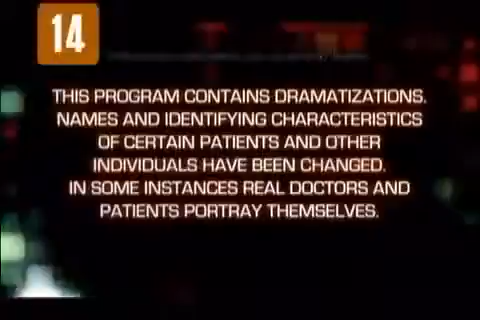 14
THIS PROGRAM CONTAINS DRAMATIZATIONS.
NAMES AND IDENTIFYING CHARACTERISTICS
OF CERTAIN PATIENTS AND OTHER
INDIVIDUALS HAVE BEEN CHANGED.
IN SOME INSTANCES REAL DOCTORS AND
PATIENTS PORTRAY THEMSELVES.